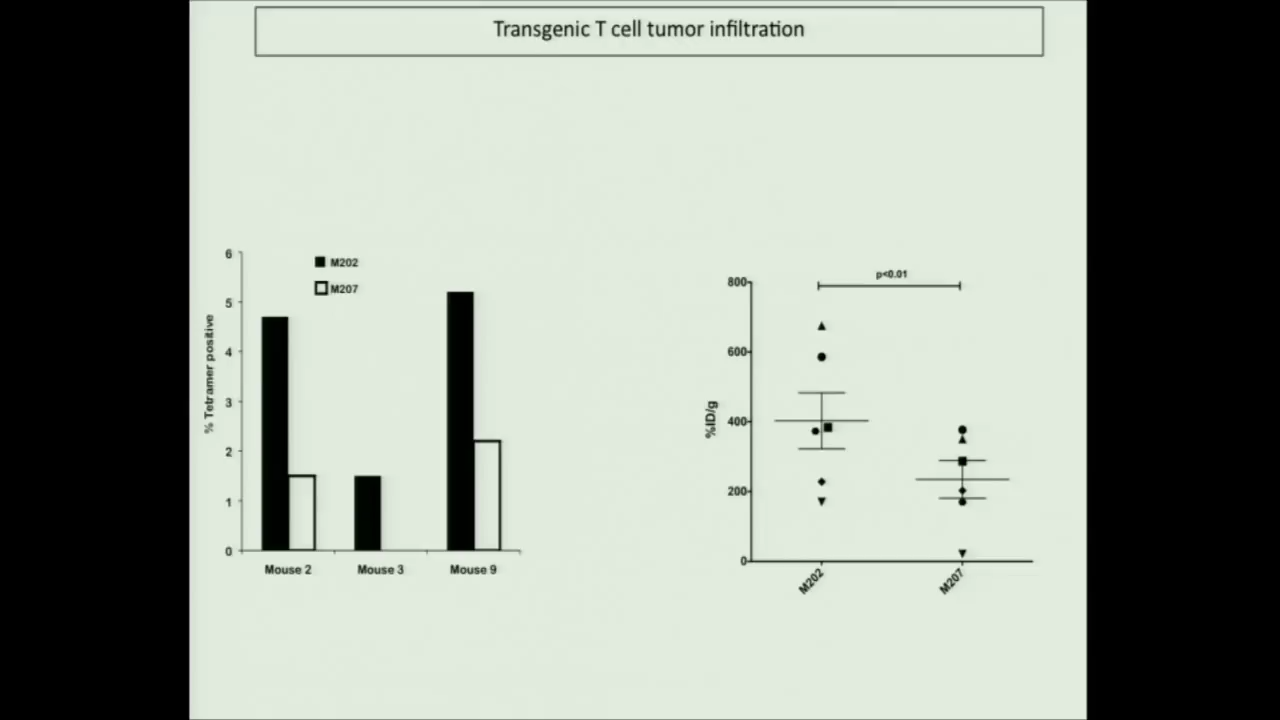 Transgenic T cell tumor infiltration
6
5
4
3
2
1
0
% Tetramer positive
M202
M207
Mouse 2
Mouse 3
Mouse 9
800
600
400
200
0
%ID/g
p<0.01
M202
M207